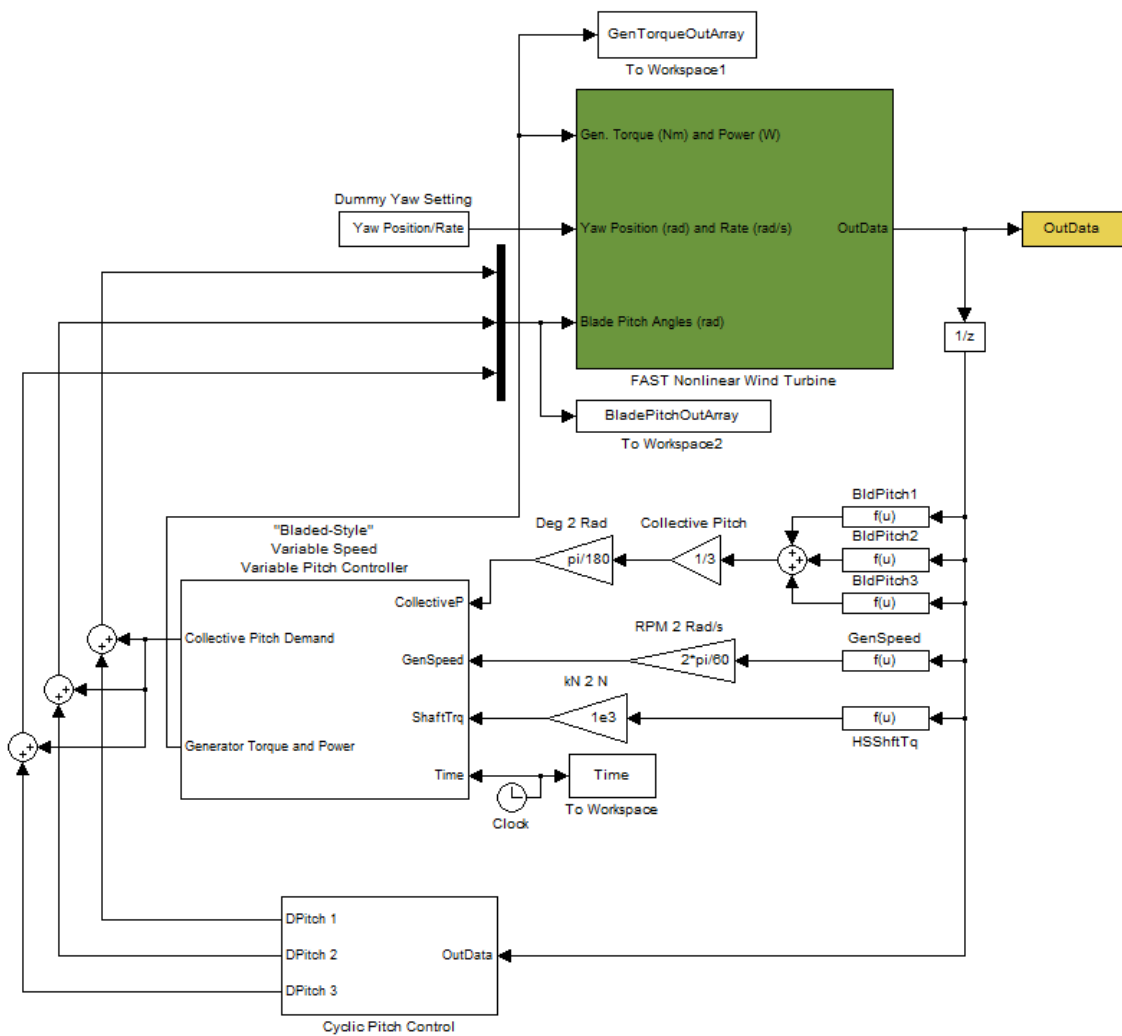 GenTorqueOutArray
To Workspace1
Gen. Torque (Nm) and Power (W)
Dummy Yaw Setting
Yaw Position/Rate
Yaw Position (rad) and Rate (rad/s)
OutData
OutData
Blade Pitch Angles (rad)
1/z
FAST Nonlinear Wind Turbine
BladePitchOutArray
To Workspace2
BldPitch1
f(u)
"Bladed-Style"
Variable Speed
Variable Pitch Controller
Deg 2 Rad
Collective Pitch
BldPitch2
pi/180
1/3
+
+
+
f(u)
BldPitch3
f(u)
CollectiveP
RPM 2 Rad/s
GenSpeed
+
+
Collective Pitch Demand
GenSpeed
2*pi/60
f(u)
kN 2 N
+
+
ShaftTrq
1e3
f(u)
HSShftTq
+
+
Generator Torque and Power
Time
Time
Clock
To Workspace
DPitch 1
DPitch 2
OutData
DPitch 3
Cyclic Pitch Control